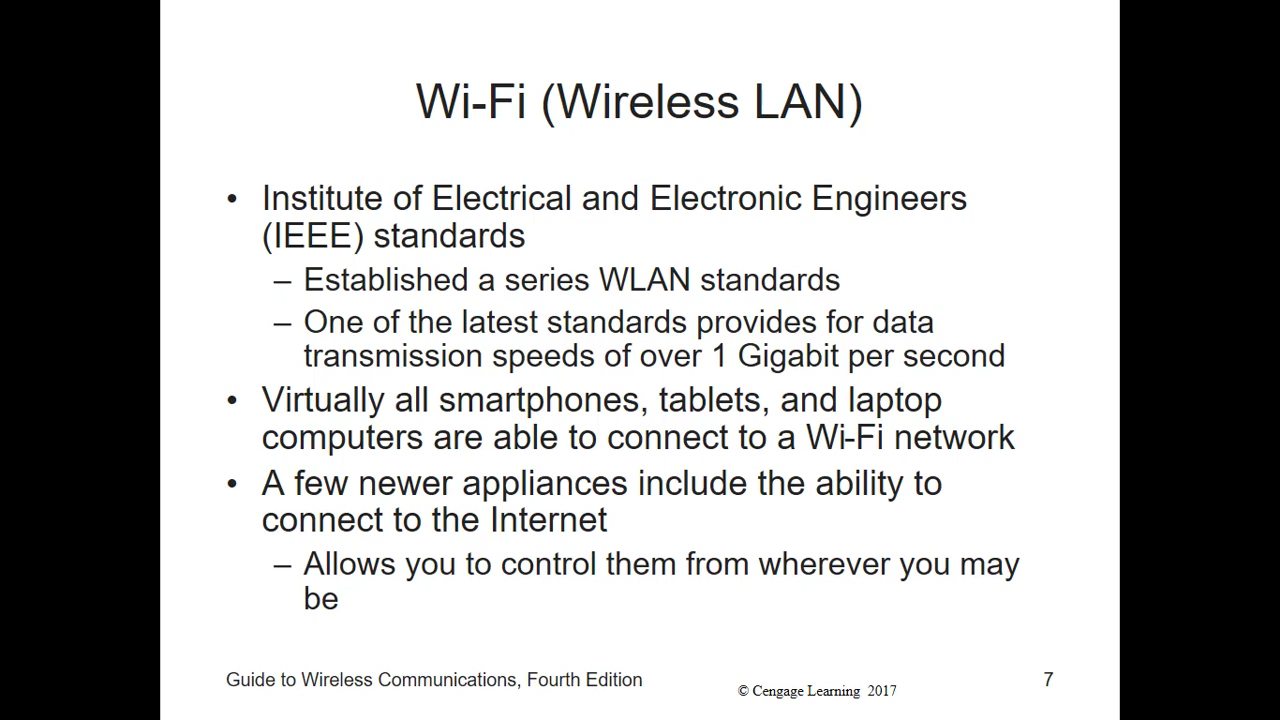 Wi-Fi (Wireless LAN)
• Institute of Electrical and Electronic Engineers
(IEEE) standards
– Established a series WLAN standards
– One of the latest standards provides for data
transmission speeds of over 1 Gigabit per second
• Virtually all smartphones, tablets, and laptop
computers are able to connect to a Wi-Fi network
• A few newer appliances include the ability to
connect to the Internet
– Allows you to control them from wherever you may
be
Guide to Wireless Communications, Fourth Edition
© Cengage Learning 2017
7